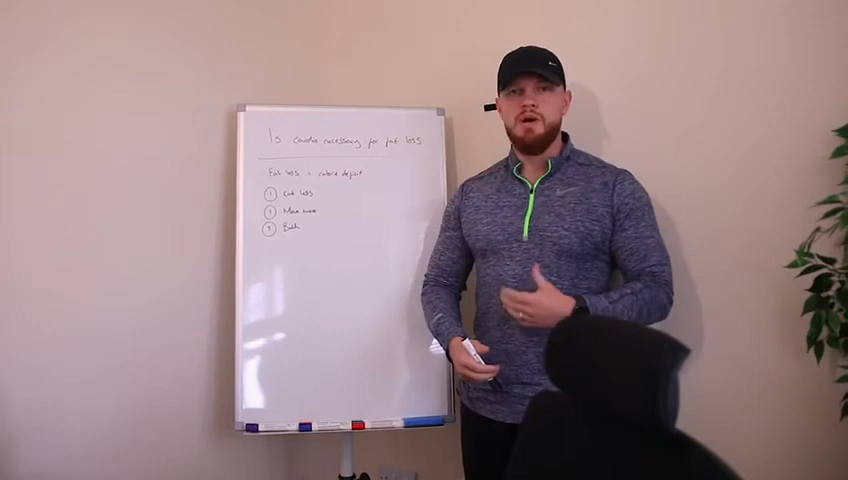 Is cardio necessary for fat loss
Fat loss = calorie deficit
1 Eat less
2 Move more
3 Both